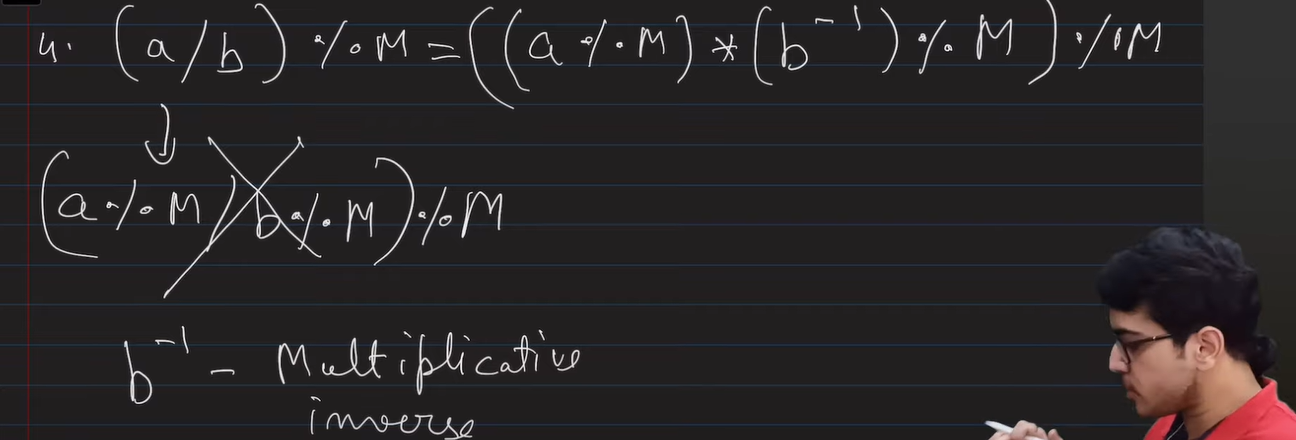 4. (a/b) % M = ((a % M) * (b⁻¹) % M) % M
(a % M / b % M) % M
b⁻¹ - Multiplicative
inverse